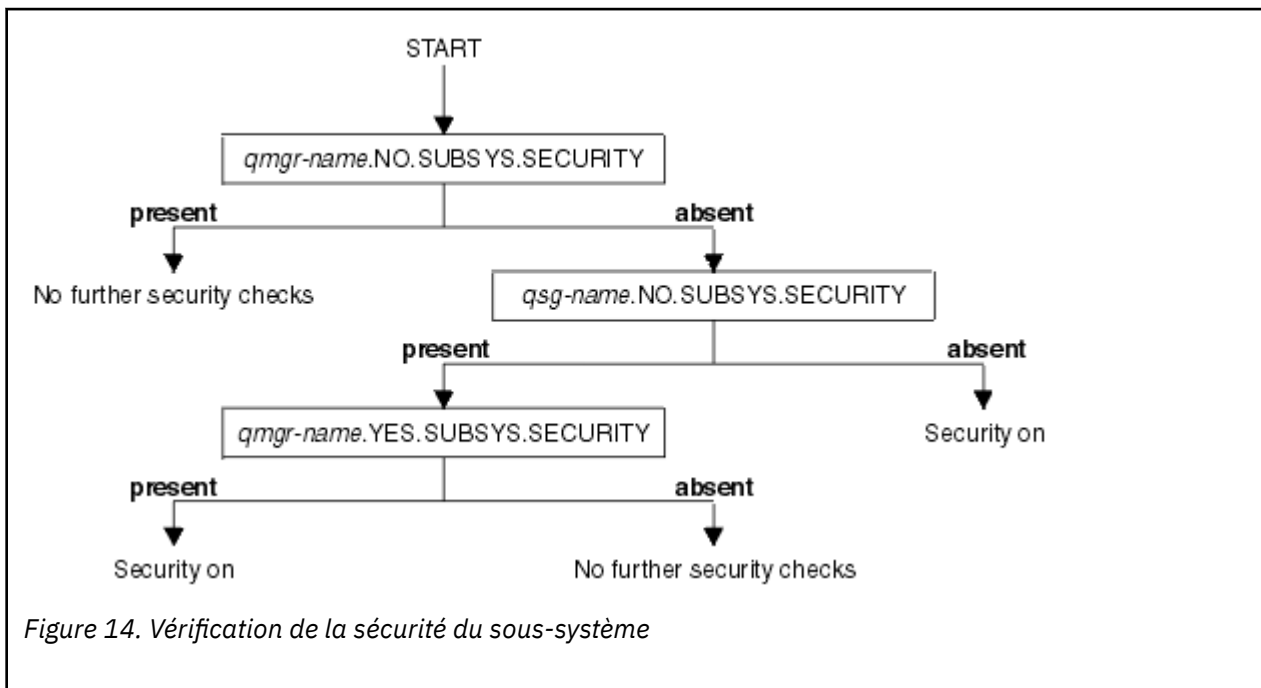 START
qmgr-name.NO.SUBSYS.SECURITY
present absent
No further security checks
qsg-name.NO.SUBSYS.SECURITY
present absent
qmgr-name.YES.SUBSYS.SECURITY
Security on
present absent
Security on
No further security checks
Figure 14. Vérification de la sécurité du sous-système